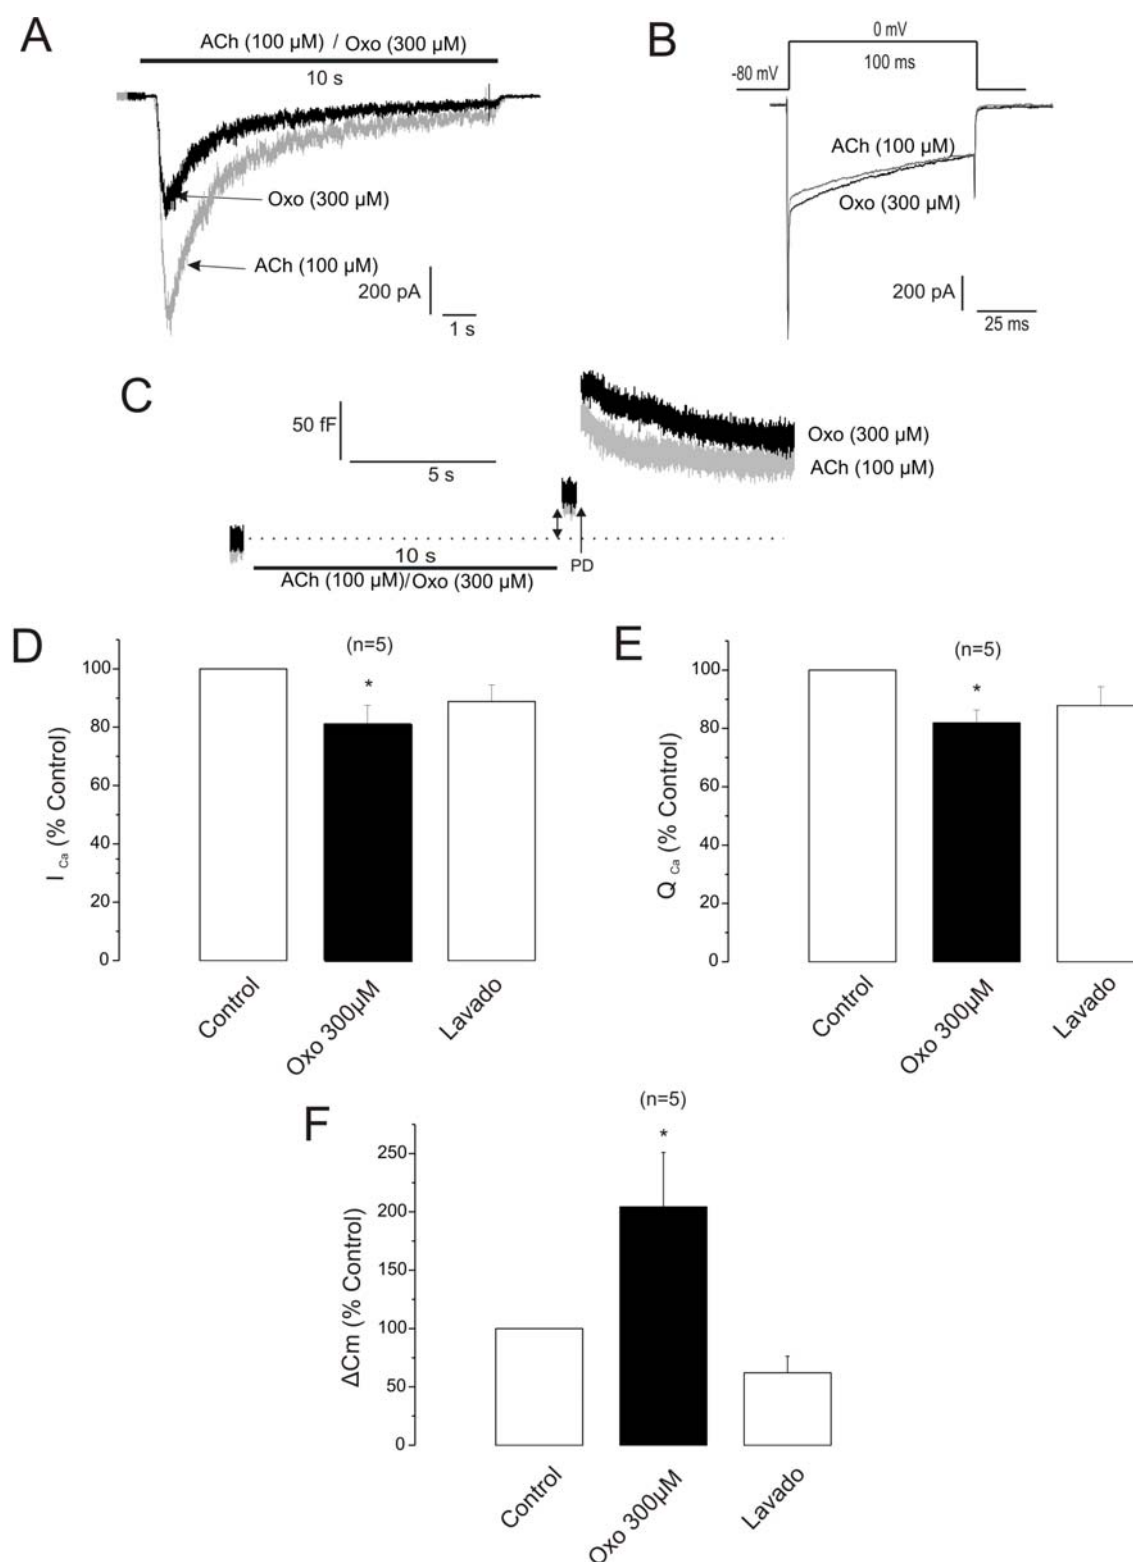 A
ACh (100 µM) / Oxo (300 µM)
10 s
Oxo (300 µM)
ACh (100 µM)
200 pA
1 s
B
0 mV
-80 mV
100 ms
ACh (100 µM)
Oxo (300 µM)
200 pA
25 ms
C
50 fF
5 s
Oxo (300 µM)
ACh (100 µM)
10 s
PD
ACh (100 µM)/Oxo (300 µM)
D
(n=5)
*
100
80
60
40
20
0
I Ca (% Control)
Control
Oxo 300µM
Lavado
E
(n=5)
*
100
80
60
40
20
0
Q Ca (% Control)
Control
Oxo 300µM
Lavado
F
(n=5)
*
250
200
150
100
50
0
ΔCm (% Control)
Control
Oxo 300µM
Lavado